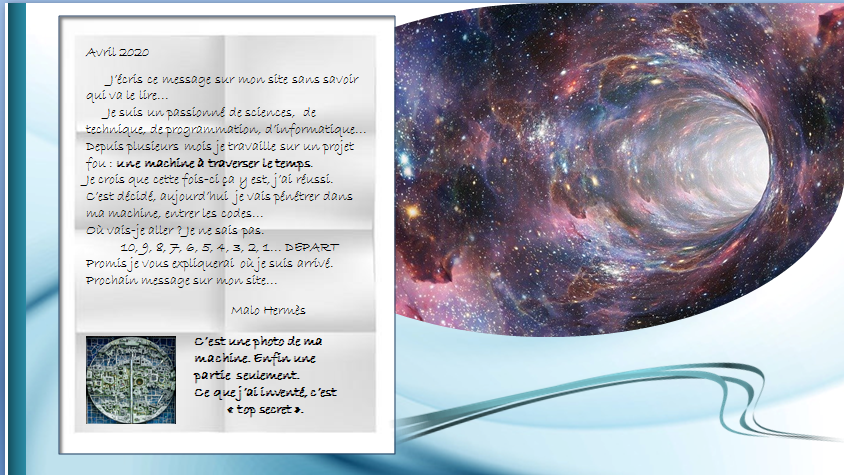 Avril 2020
J'écris ce message sur mon site sans savoir
qui va le lire...
Je suis un passionné de sciences, de
technique, de programmation, d'informatique...
Depuis plusieurs mois je travaille sur un projet
fou : une machine à traverser le temps.
Je crois que cette fois-ci ça y est, j'ai réussi.
C'est décidé, aujourd'hui je vais pénétrer dans
ma machine, entrer les codes...
Où vais-je aller ? Je ne sais pas.
10, 9, 8, 7, 6, 5, 4, 3, 2, 1... DEPART
Promis je vous expliquerai où je suis arrivé.
Prochain message sur mon site...
Malo Hermès
C'est une photo de ma
machine. Enfin une
partie seulement.
Ce que j'ai inventé, c'est
« top secret ».